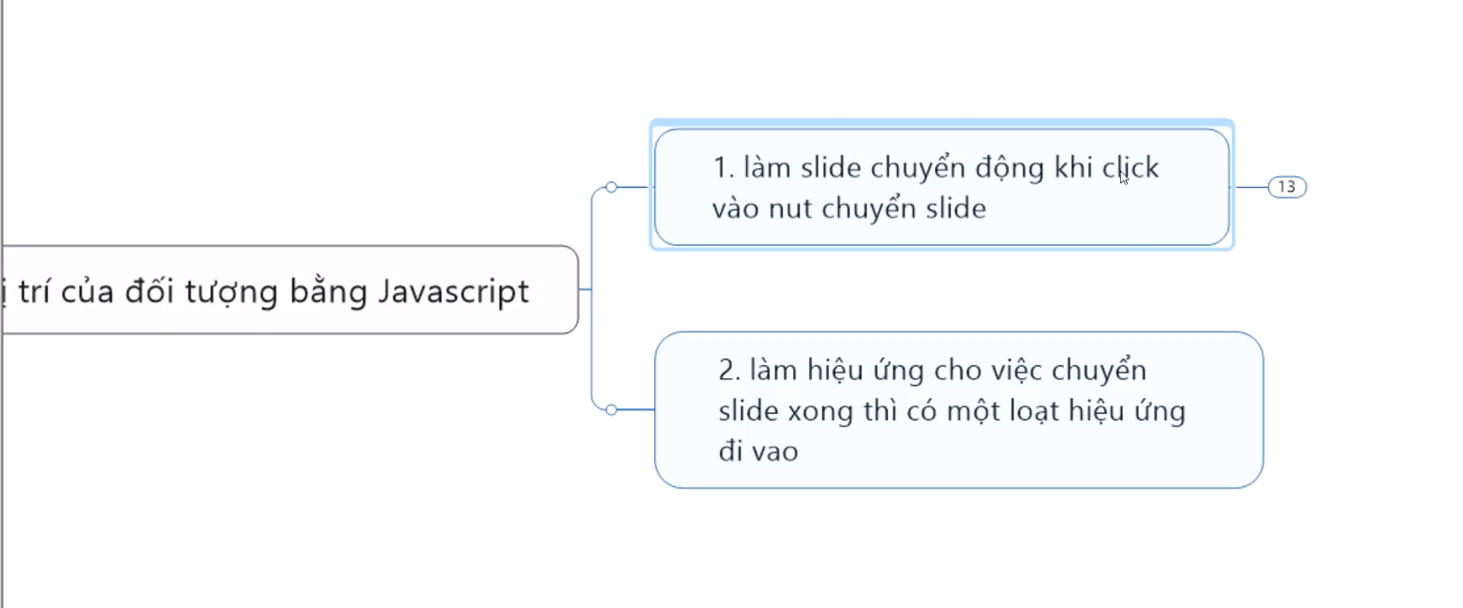 1. làm slide chuyển động khi click
vào nut chuyển slide
13
trí của đối tượng bằng Javascript
2. làm hiệu ứng cho việc chuyển
slide xong thì có một loạt hiệu ứng
đi vao